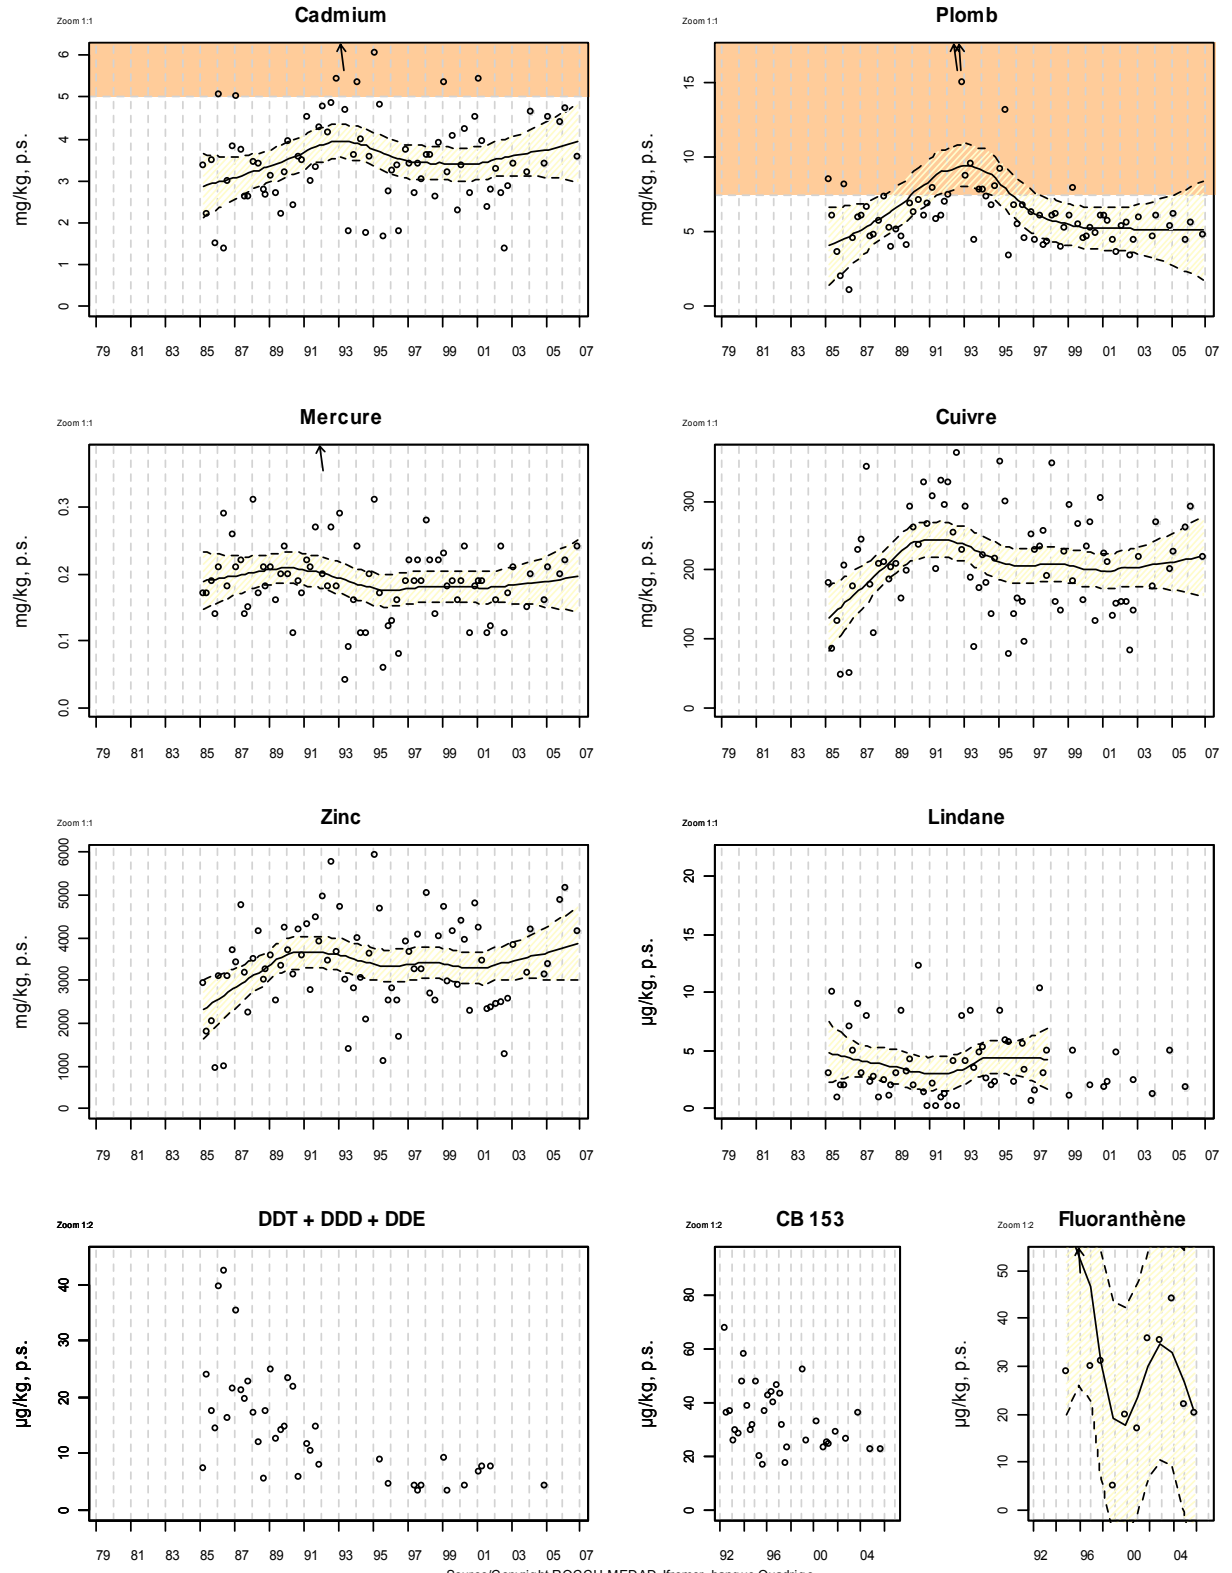 Zoom 1:1
Cadmium
mg/kg, p.s.
0 1 2 3 4 5 6
79 81 83 85 87 89 91 93 95 97 99 01 03 05 07
Zoom 1:1
Plomb
mg/kg, p.s.
0 5 10 15
79 81 83 85 87 89 91 93 95 97 99 01 03 05 07
Zoom 1:1
Mercure
mg/kg, p.s.
0.0 0.1 0.2 0.3
79 81 83 85 87 89 91 93 95 97 99 01 03 05 07
Zoom 1:1
Cuivre
mg/kg, p.s.
0 100 200 300
79 81 83 85 87 89 91 93 95 97 99 01 03 05 07
Zoom 1:1
Zinc
mg/kg, p.s.
0 1000 2000 3000 4000 5000 6000
79 81 83 85 87 89 91 93 95 97 99 01 03 05 07
Zoom 1:1
Lindane
µg/kg, p.s.
0 5 10 15 20
79 81 83 85 87 89 91 93 95 97 99 01 03 05 07
Zoom 1:2
DDT + DDD + DDE
µg/kg, p.s.
0 10 20 30 40
79 81 83 85 87 89 91 93 95 97 99 01 03 05 07
Zoom 1:2
CB 153
µg/kg, p.s.
0 20 40 60 80
92 96 00 04
Zoom 1:2
Fluoranthène
µg/kg, p.s.
0 10 20 30 40 50
92 96 00 04